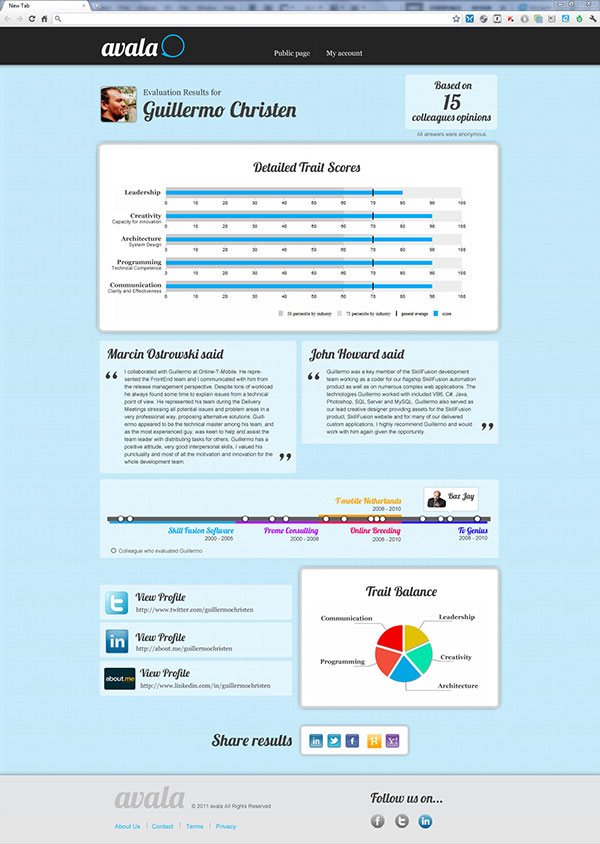 New Tab
avala
Public page
My account
Evaluation Results for
Guillermo Christen
Based on
15
colleagues opinions
All answers were anonymous.
Detailed Trait Scores
Leadership
0 10 20 30 40 50 60 70 80 90 100
Creativity
Capacity for innovation
0 10 20 30 40 50 60 70 80 90 100
Architecture
System Design
0 10 20 30 40 50 60 70 80 90 100
Programming
Technical Competence
0 10 20 30 40 50 60 70 80 90 100
Communication
Clarity and Effectiveness
0 10 20 30 40 50 60 70 80 90 100
50 percentile by industry
75 percentile by industry
general average
score
Marcin Ostrowski said
“
I collaborated with Guillermo at Online-T-Mobile. He repre-
sented the FrontEnd team and I communicated with him from
the release management perspective. Despite tons of workload
he always found some time to explain issues from a technical
point of view. He represented his team during the Delivery
Meetings stressing all potential issues and problem areas in a
very professional way, proposing alternative solutions. Guill-
ermo appeared to be the technical master among his team, and
as the most experienced guy, was keen to help and assist the
team leader with distributing tasks for others. Guillermo has a
positive attitude, very good interpersonal skills. I valued his
punctuality and most of all the motivation and innovation for the
whole development team.
”
John Howard said
“
Guillermo was a key member of the SkillFusion development
team working as a coder for our flagship SkillFusion automation
product as well as on numerous complex web applications. The
technologies Guillermo worked with included VB6, C#, Java,
Photoshop, SQL Server and MySQL. Guillermo also served as
our lead creative designer providing assets for the SkillFusion
product, SkillFusion website and for many of our delivered
custom applications. I highly recommend Guillermo and would
work with him again given the opportunity.
”
Baz Jay
T-mobile Netherlands
2008 - 2010
Skill Fusion Software
2000 - 2005
Prome Consulting
2000 - 2008
Online Breeding
2008 - 2010
To Genius
2008 - 2010
Colleague who evaluated Guillermo
View Profile
http://www.twitter.com/guillermochristen
in
View Profile
http://about.me/guillermochristen
about.me
View Profile
http://www.linkedin.com/in/guillermochristen
Trait Balance
Communication
Leadership
Programming
Creativity
Architecture
Share results
avala
© 2011 avala All Rights Reserved
About Us | Contact | Terms | Privacy
Follow us on...